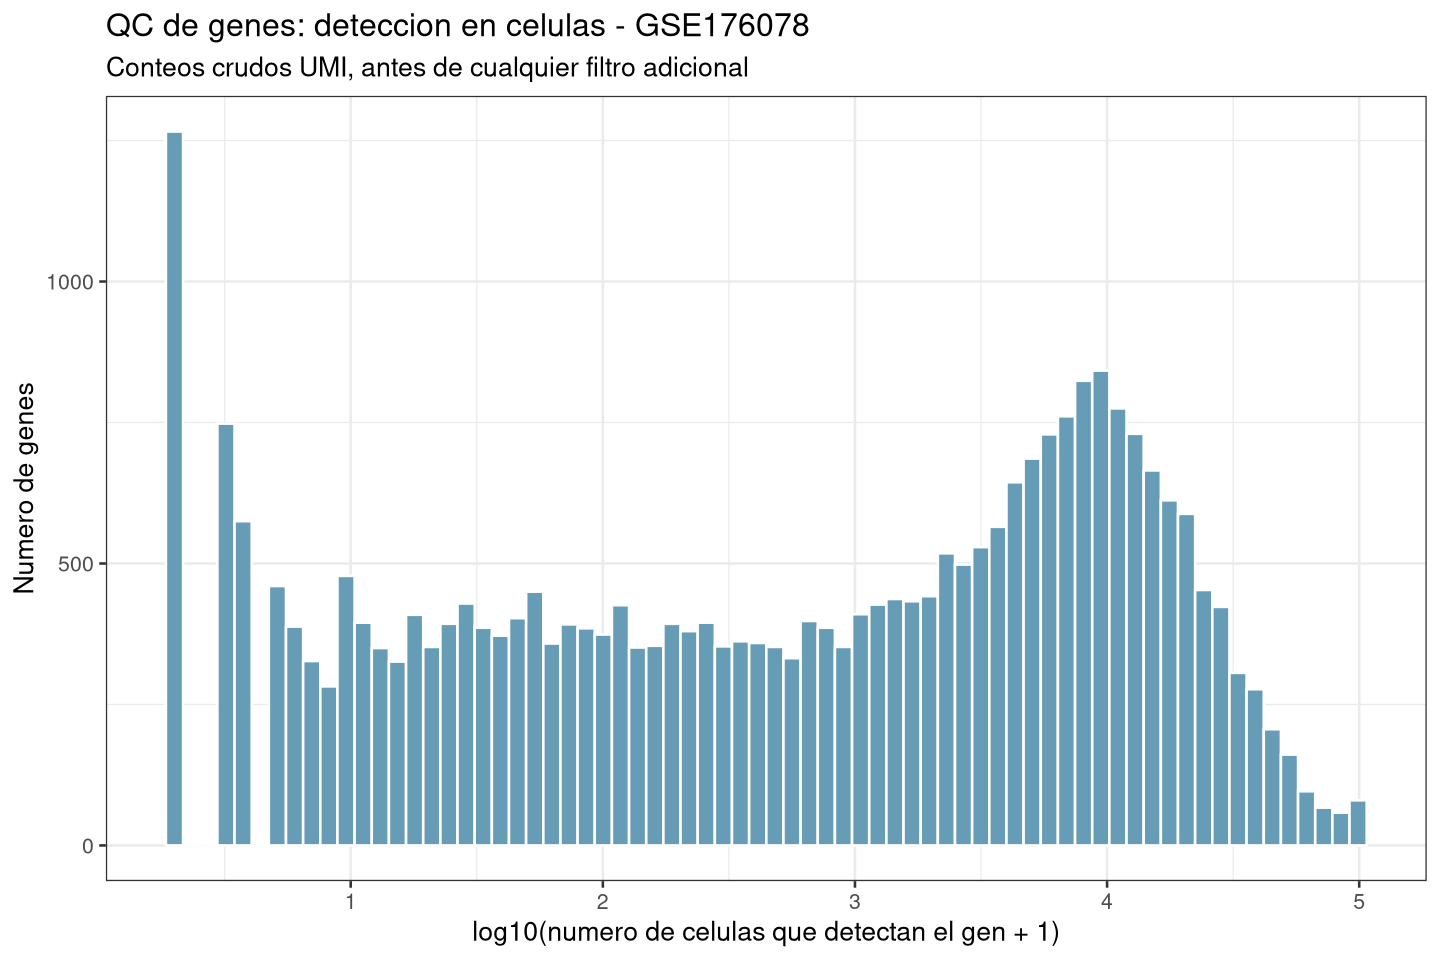 QC de genes: deteccion en celulas - GSE176078
Conteos crudos UMI, antes de cualquier filtro adicional
Numero de genes
1000
500
0
1
2
3
4
5
log10(numero de celulas que detectan el gen + 1)